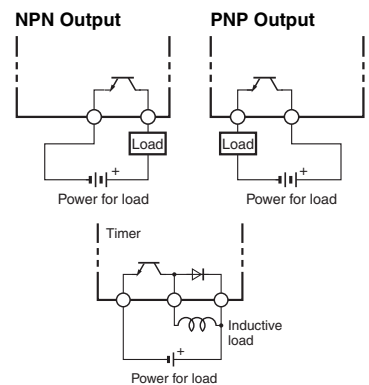 NPN Output
PNP Output
Load
+
Power for load
Load
+
Power for load
Timer
Inductive
load
+
Power for load